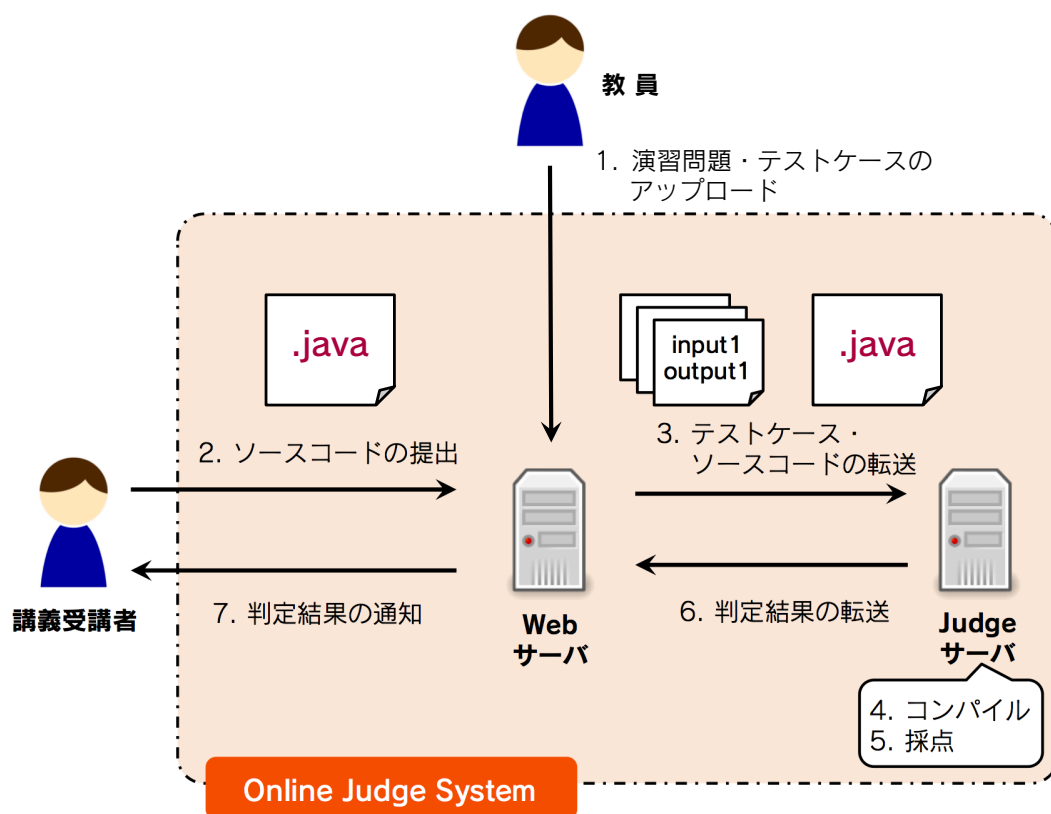 教 員
1. 演習問題・テストケースの
アップロード
.java
input1
output1
.java
2. ソースコードの提出
3. テストケース・
ソースコードの転送
講義受講者
7. 判定結果の通知
Web
サーバ
6. 判定結果の転送
Judge
サーバ
4. コンパイル
5. 採点
Online Judge System